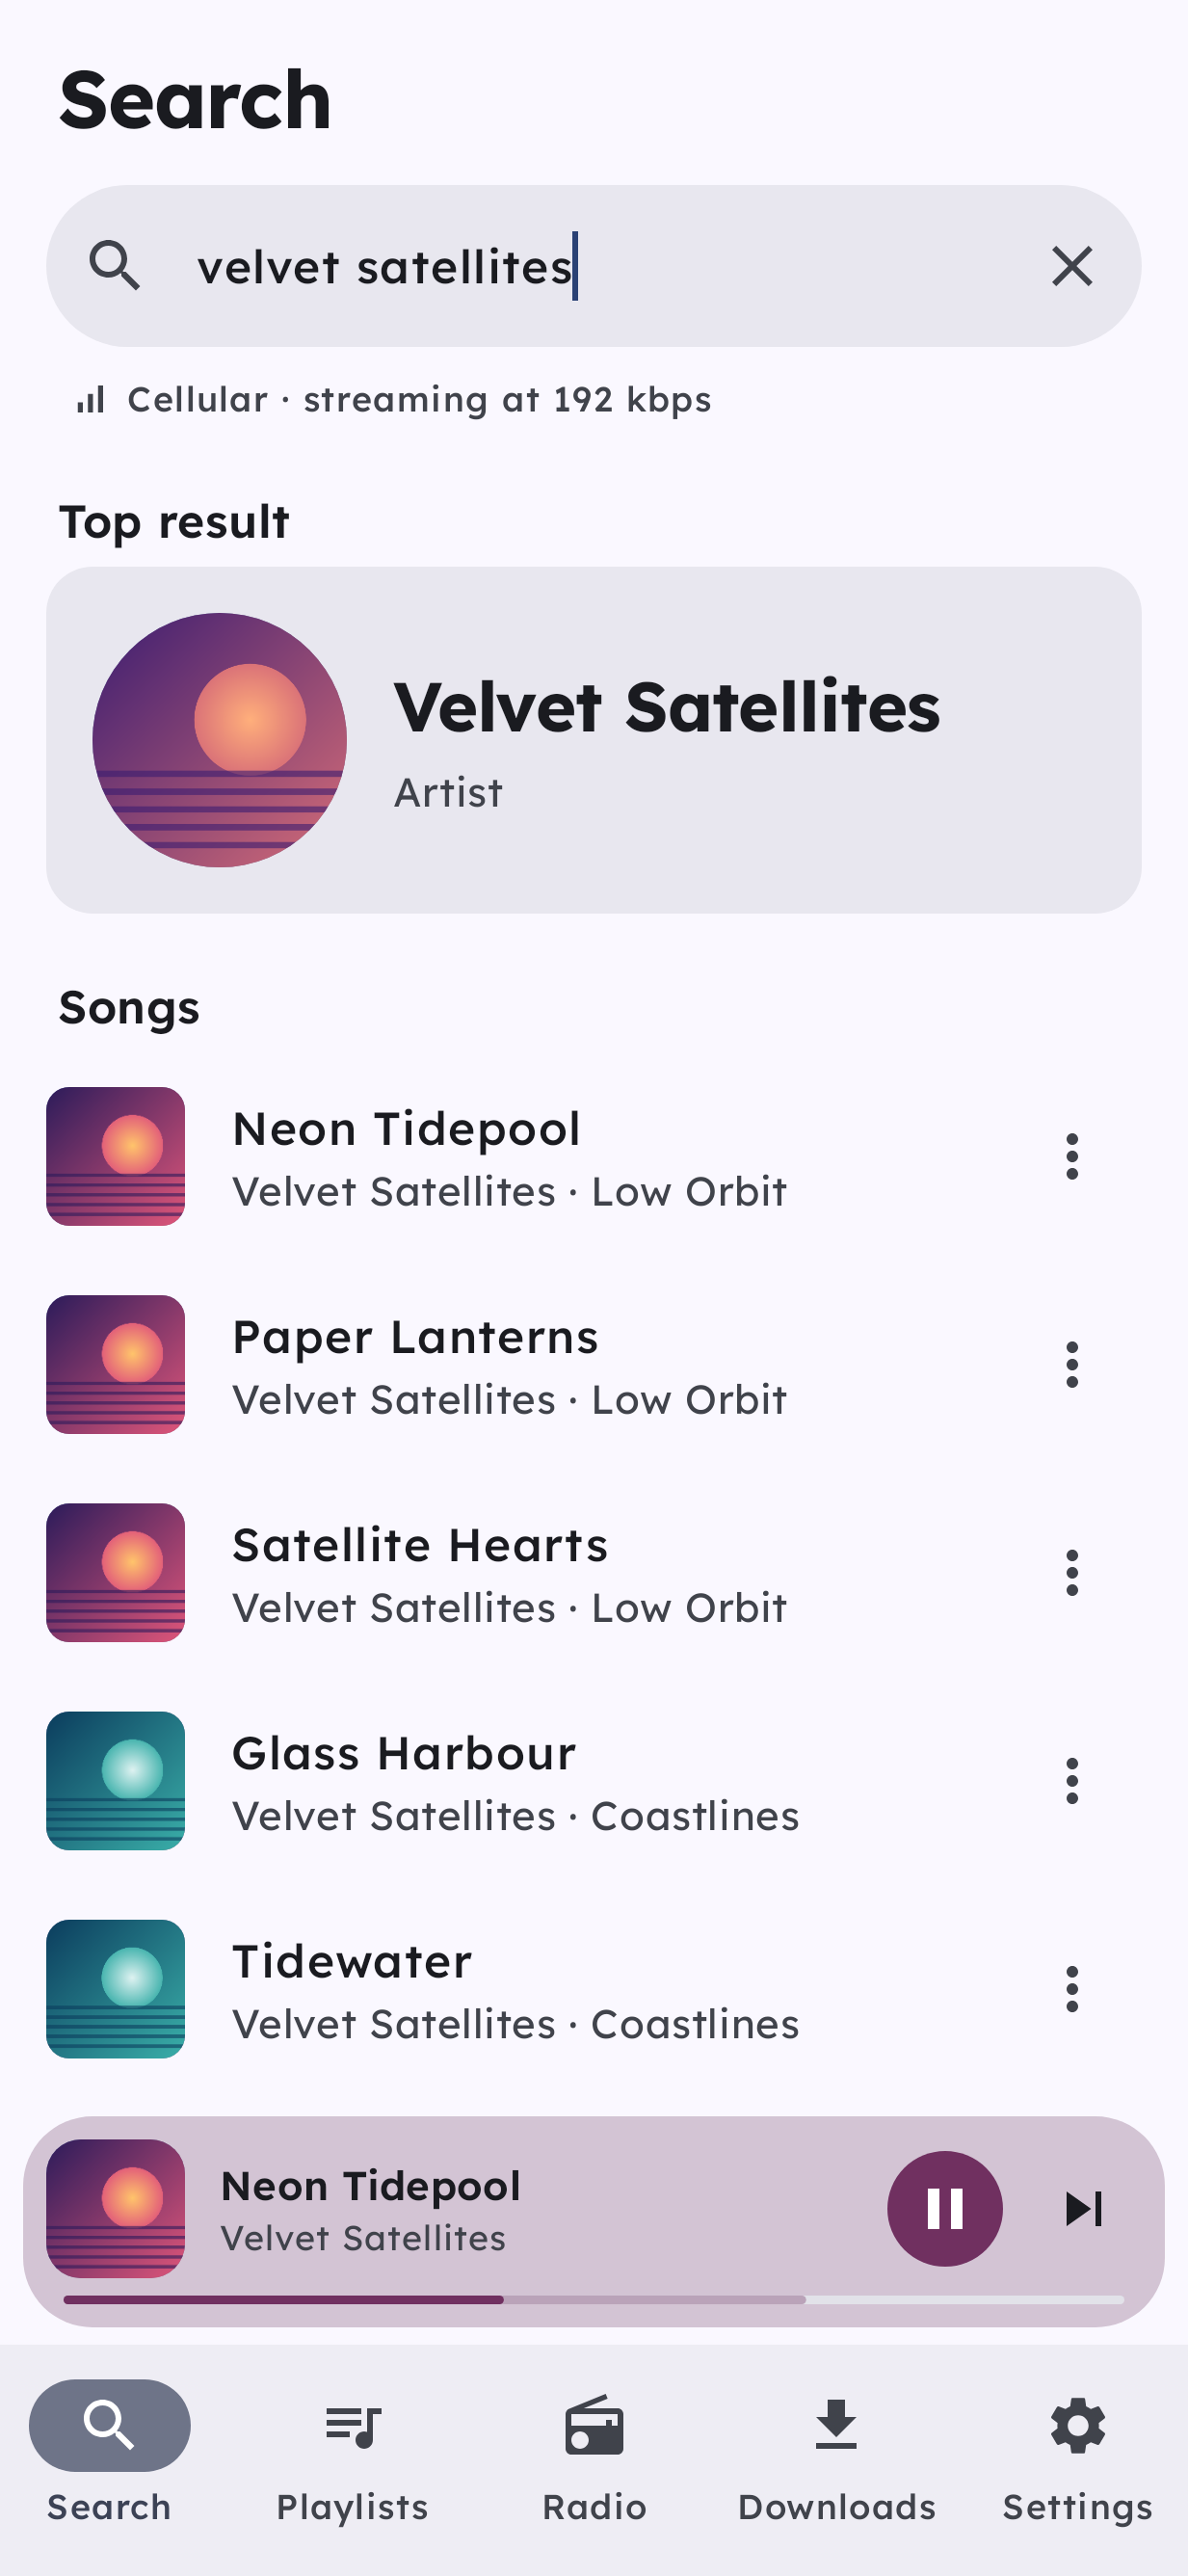 Search
velvet satellites
Cellular · streaming at 192 kbps
Top result
Velvet Satellites
Artist
Songs
Neon Tidepool
Velvet Satellites · Low Orbit
Paper Lanterns
Velvet Satellites · Low Orbit
Satellite Hearts
Velvet Satellites · Low Orbit
Glass Harbour
Velvet Satellites · Coastlines
Tidewater
Velvet Satellites · Coastlines
Neon Tidepool
Velvet Satellites
Search
Playlists
Radio
Downloads
Settings